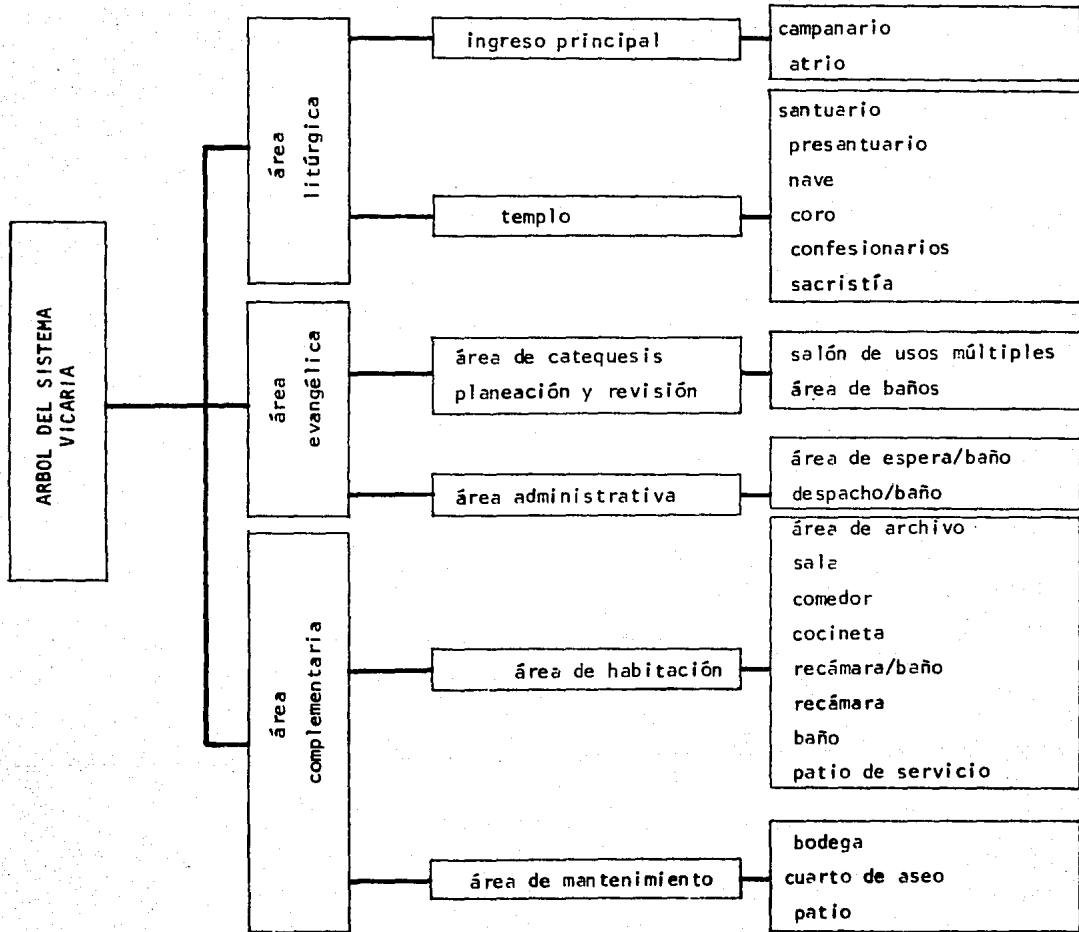 ARBOL DEL SISTEMA
VICARIA
área
litúrgica
ingreso principal
campanario
atrio
templo
santuario
presantuario
nave
coro
confesionarios
sacristía
área
evangélica
área de catequesis
planeación y revisión
salón de usos múltiples
área de baños
área administrativa
área de espera/baño
despacho/baño
área
complementaria
área de habitación
área de archivo
sala
comedor
cocineta
recámara/baño
recámara
baño
patio de servicio
área de mantenimiento
bodega
cuarto de aseo
patio